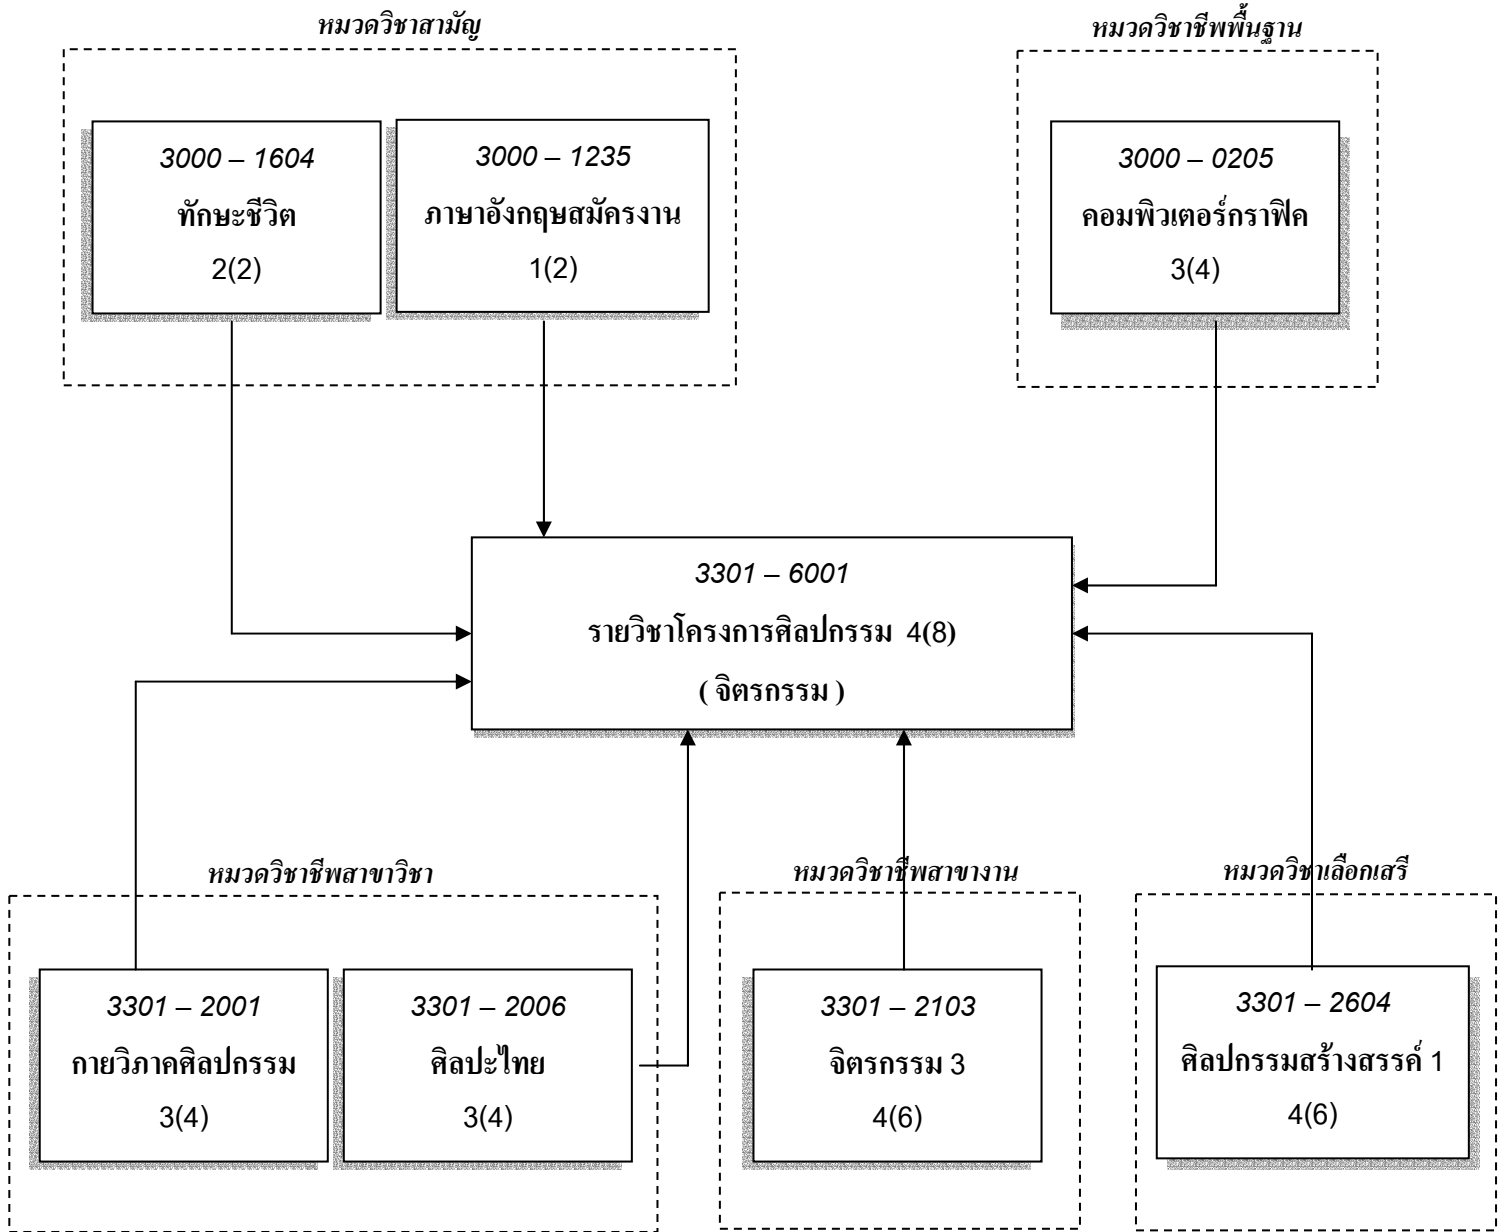 หมวดวิชาสามัญ
3000 – 1604
ทักษะชีวิต
2(2)
3000 – 1235
ภาษาอังกฤษสมัครงาน
1(2)
หมวดวิชาชีพพื้นฐาน
3000 – 0205
คอมพิวเตอร์กราฟิค
3(4)
3301 – 6001
รายวิชาโครงการศิลปกรรม 4(8)
( จิตรกรรม )
หมวดวิชาชีพสาขาวิชา
3301 – 2001
กายวิภาคศิลปกรรม
3(4)
3301 – 2006
ศิลปะไทย
3(4)
หมวดวิชาชีพสาขางาน
3301 – 2103
จิตรกรรม 3
4(6)
หมวดวิชาเลือกเสรี
3301 – 2604
ศิลปกรรมสร้างสรรค์ 1
4(6)